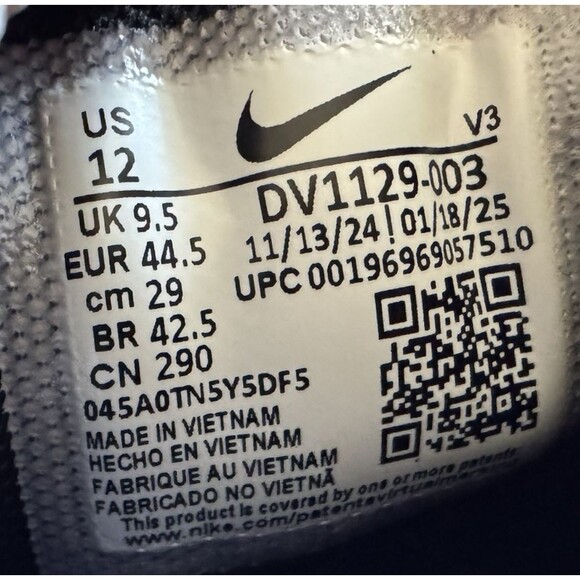 US
12
V3
DV1129-003
UK 9.5
11/13/24 | 01/18/25
EUR 44.5
UPC 00196969057510
cm 29
BR 42.5
CN 290
045A0TN5Y5DF5
MADE IN VIETNAM
HECHO EN VIETNAM
FABRIQUE AU VIETNAM
FABRICADO NO VIETNÃ
This product is covered by one or more patents
www.nike.com/patentsvirtualmarking